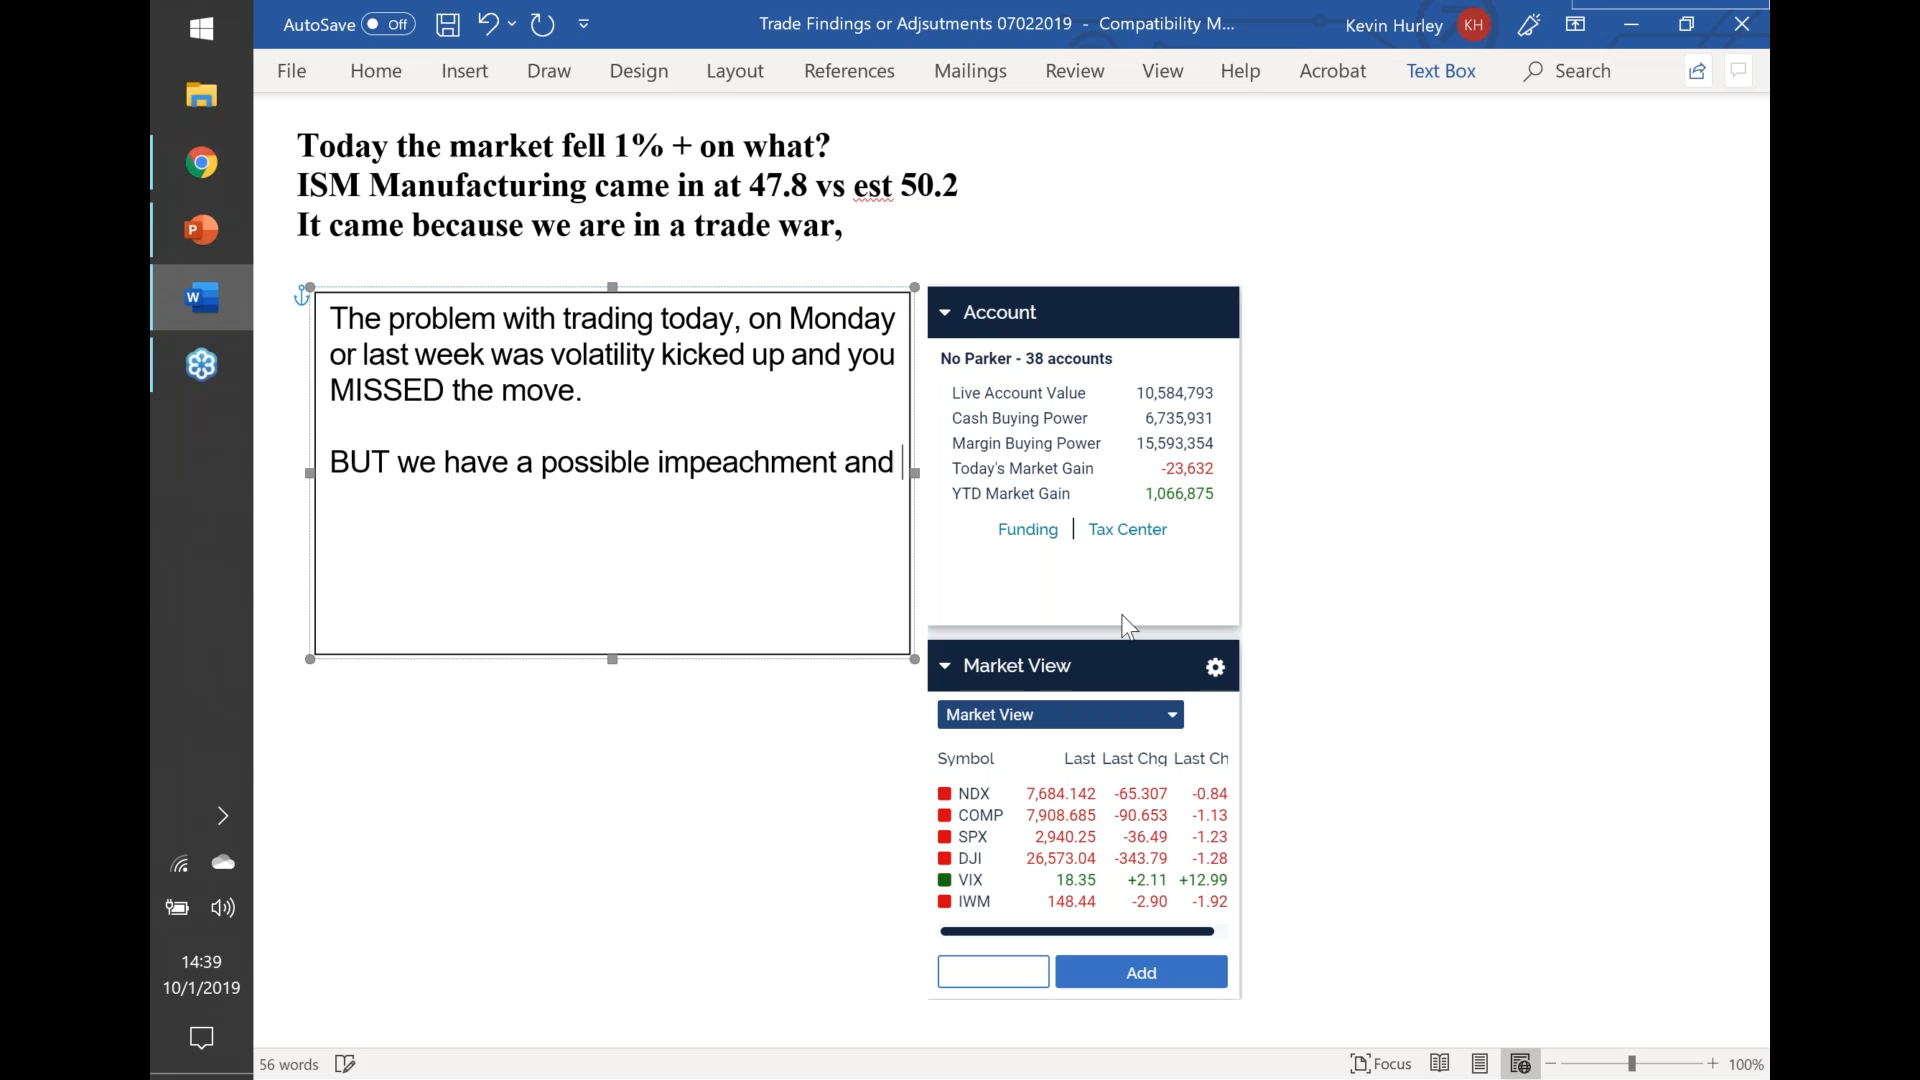 AutoSave Off
Trade Findings or Adjsutments 07022019 - Compatibility M...
Kevin Hurley KH
File Home Insert Draw Design Layout References Mailings Review View Help Acrobat Text Box Search
Today the market fell 1% + on what?
ISM Manufacturing came in at 47.8 vs est 50.2
It came because we are in a trade war,
The problem with trading today, on Monday
or last week was volatility kicked up and you
MISSED the move.
BUT we have a possible impeachment and
Account
No Parker - 38 accounts
Live Account Value 10,584,793
Cash Buying Power 6,735,931
Margin Buying Power 15,593,354
Today's Market Gain -23,632
YTD Market Gain 1,066,875
Funding | Tax Center
Market View
Market View
Symbol Last Last Chg Last Ch
NDX 7,684.142 -65.307 -0.84
COMP 7,908.685 -90.653 -1.13
SPX 2,940.25 -36.49 -1.23
DJI 26,573.04 -343.79 -1.28
VIX 18.35 +2.11 +12.99
IWM 148.44 -2.90 -1.92
Add
14:39
10/1/2019
56 words
Focus
100%